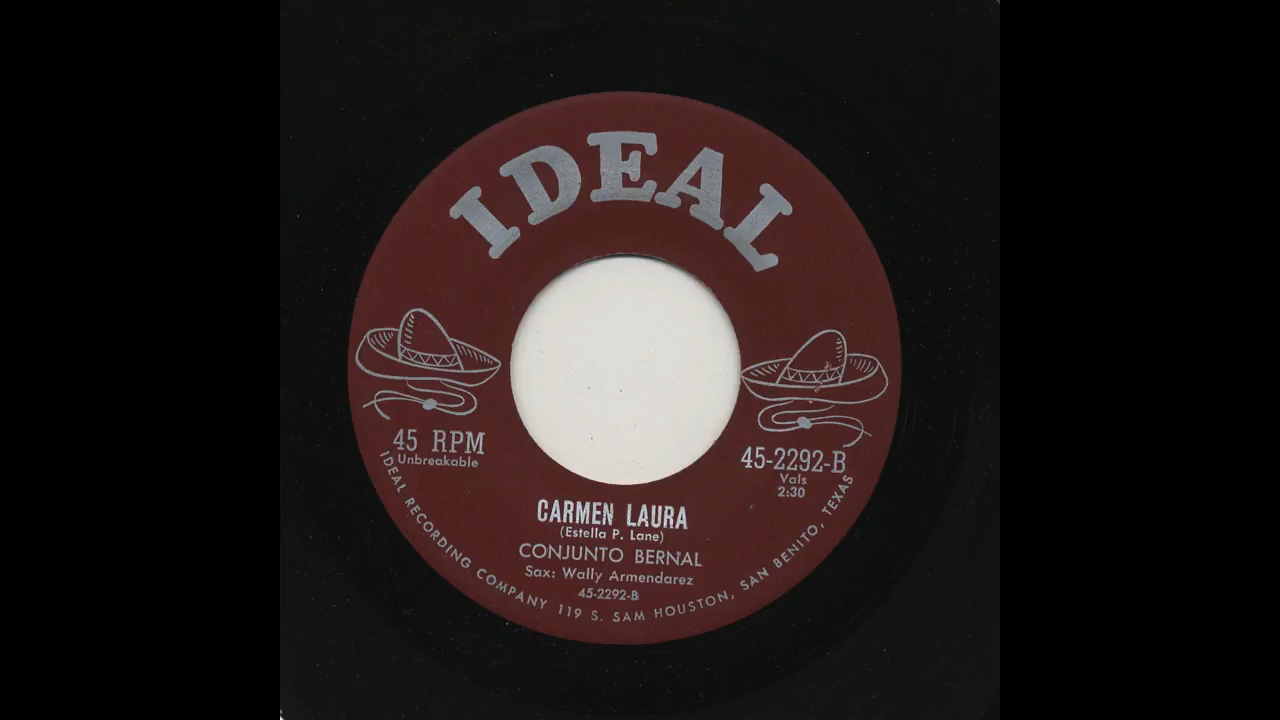 IDEAL
45 RPM
Unbreakable
45-2292-B
Vals
2:30
CARMEN LAURA
(Estella P. Lane)
CONJUNTO BERNAL
Sax: Wally Armendarez
45-2292-B
IDEAL RECORDING COMPANY 119 S. SAM HOUSTON, SAN BENITO, TEXAS